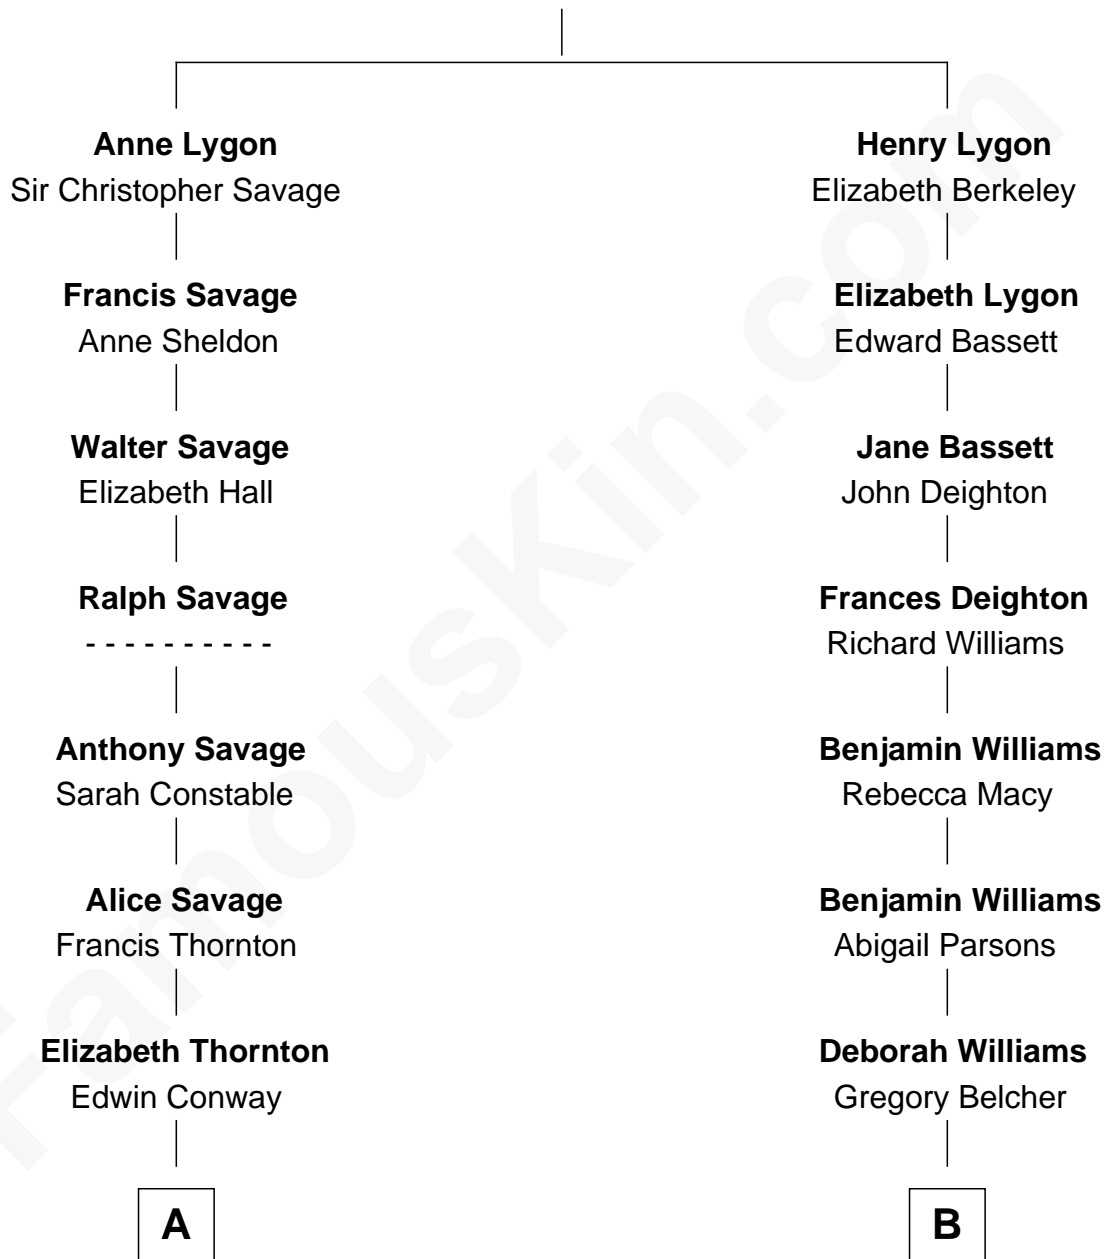 Anne Lygon
Sir Christopher Savage
Henry Lygon
Elizabeth Berkeley
Francis Savage
Anne Sheldon
Elizabeth Lygon
Edward Bassett
Walter Savage
Elizabeth Hall
Jane Bassett
John Deighton
Ralph Savage
- - - - - - - - - -
Frances Deighton
Richard Williams
Anthony Savage
Sarah Constable
Benjamin Williams
Rebecca Macy
Alice Savage
Francis Thornton
Benjamin Williams
Abigail Parsons
Elizabeth Thornton
Edwin Conway
Deborah Williams
Gregory Belcher
A
B
FamousKin.com